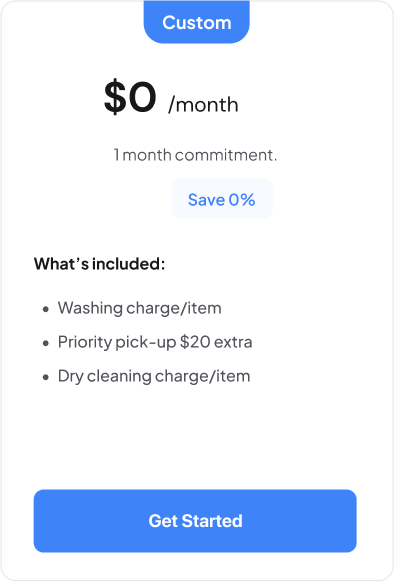 Custom
$0 /month
1 month commitment.
Save 0%
What’s included:
• Washing charge/item
• Priority pick-up $20 extra
• Dry cleaning charge/item
Get Started